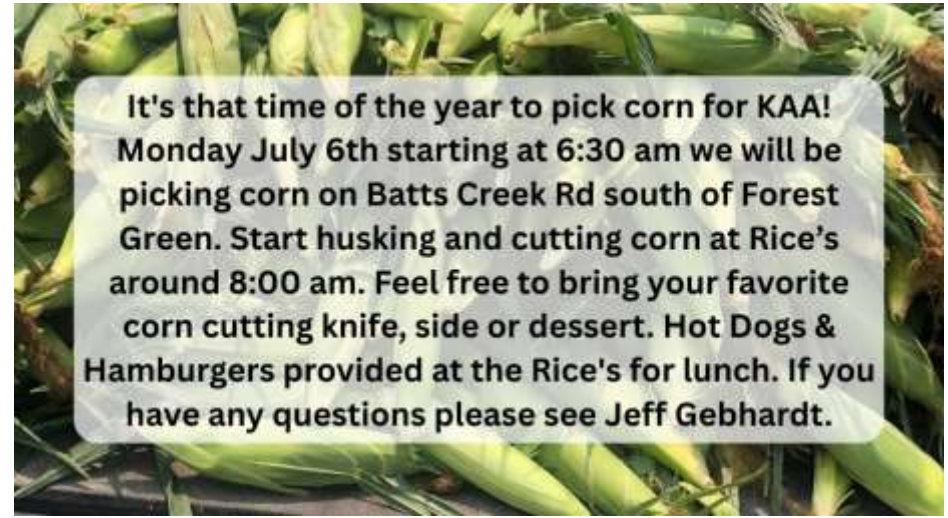 It's that time of the year to pick corn for KAA!
Monday July 6th starting at 6:30 am we will be
picking corn on Batts Creek Rd south of Forest
Green. Start husking and cutting corn at Rice’s
around 8:00 am. Feel free to bring your favorite
corn cutting knife, side or dessert. Hot Dogs &
Hamburgers provided at the Rice's for lunch. If you
have any questions please see Jeff Gebhardt.